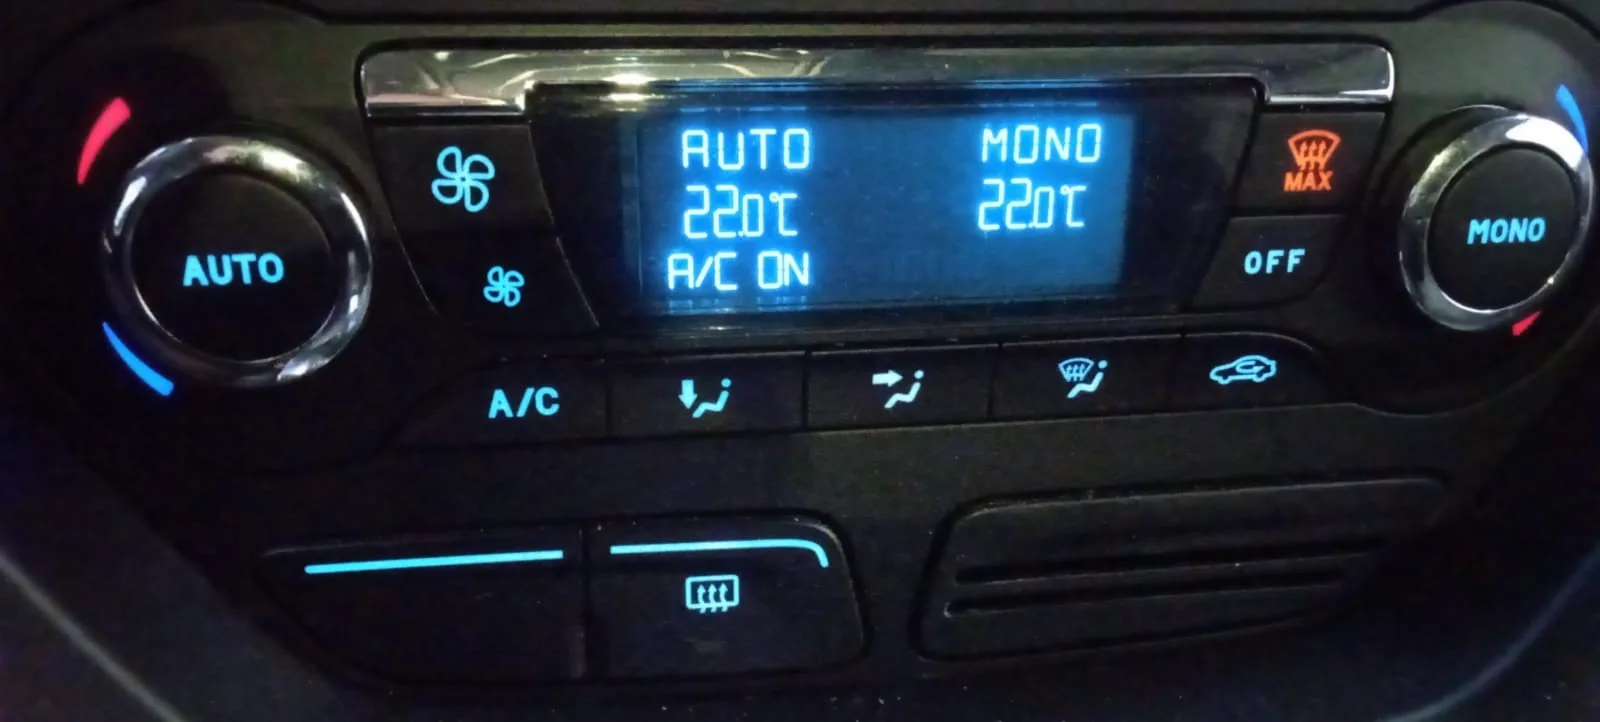 AUTO MONO
22.0°C 22.0°C
A/C ON
MAX
AUTO
MONO
OFF
A/C